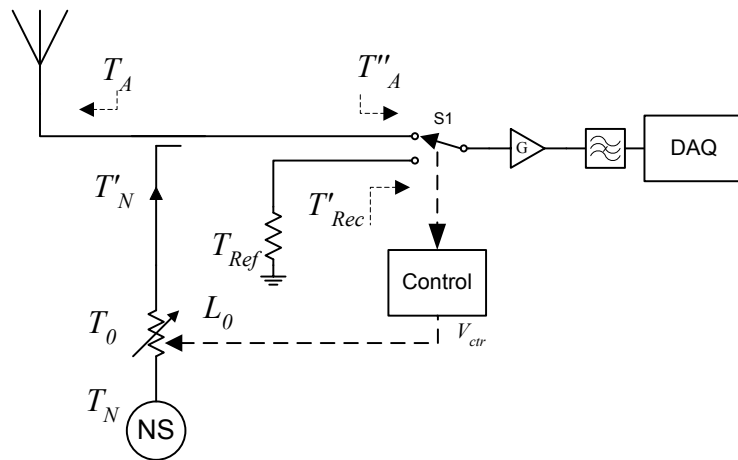 T_A
T''_A
S1
G
DAQ
T'_N
T'_Rec
T_Ref
Control
T_0
L_0
V_ctr
T_N
NS